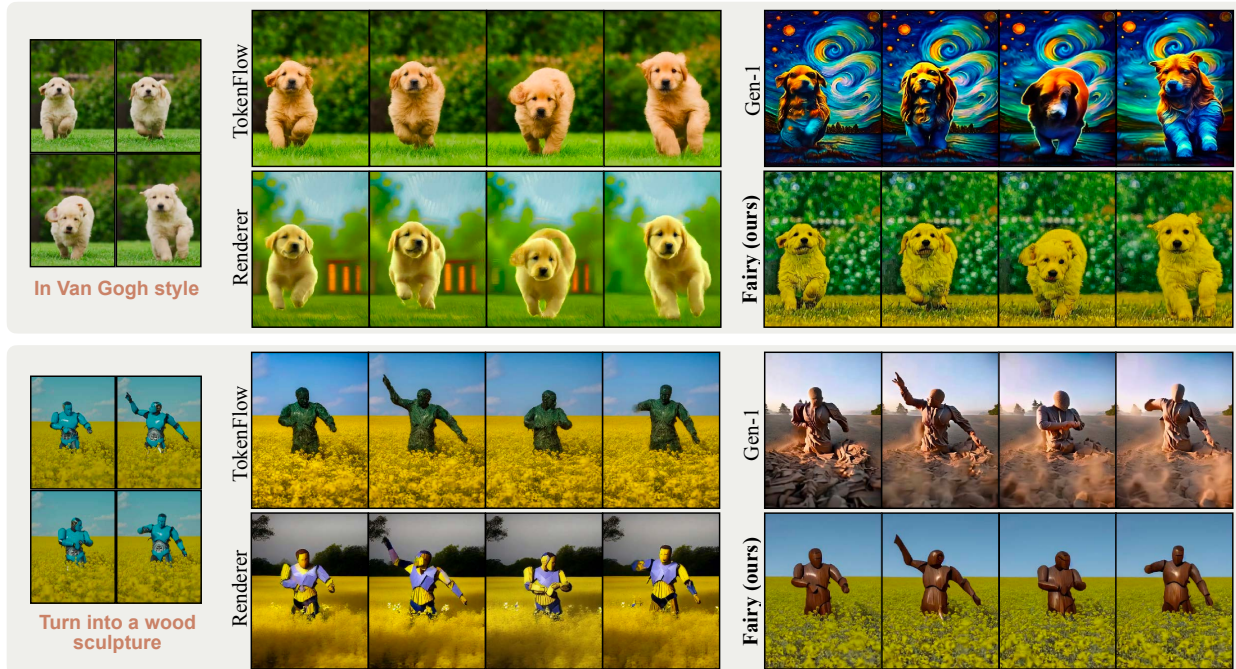 TokenFlow
Gen-1
In Van Gogh style
Renderer
Fairy (ours)
TokenFlow
Gen-1
Turn into a wood
sculpture
Renderer
Fairy (ours)